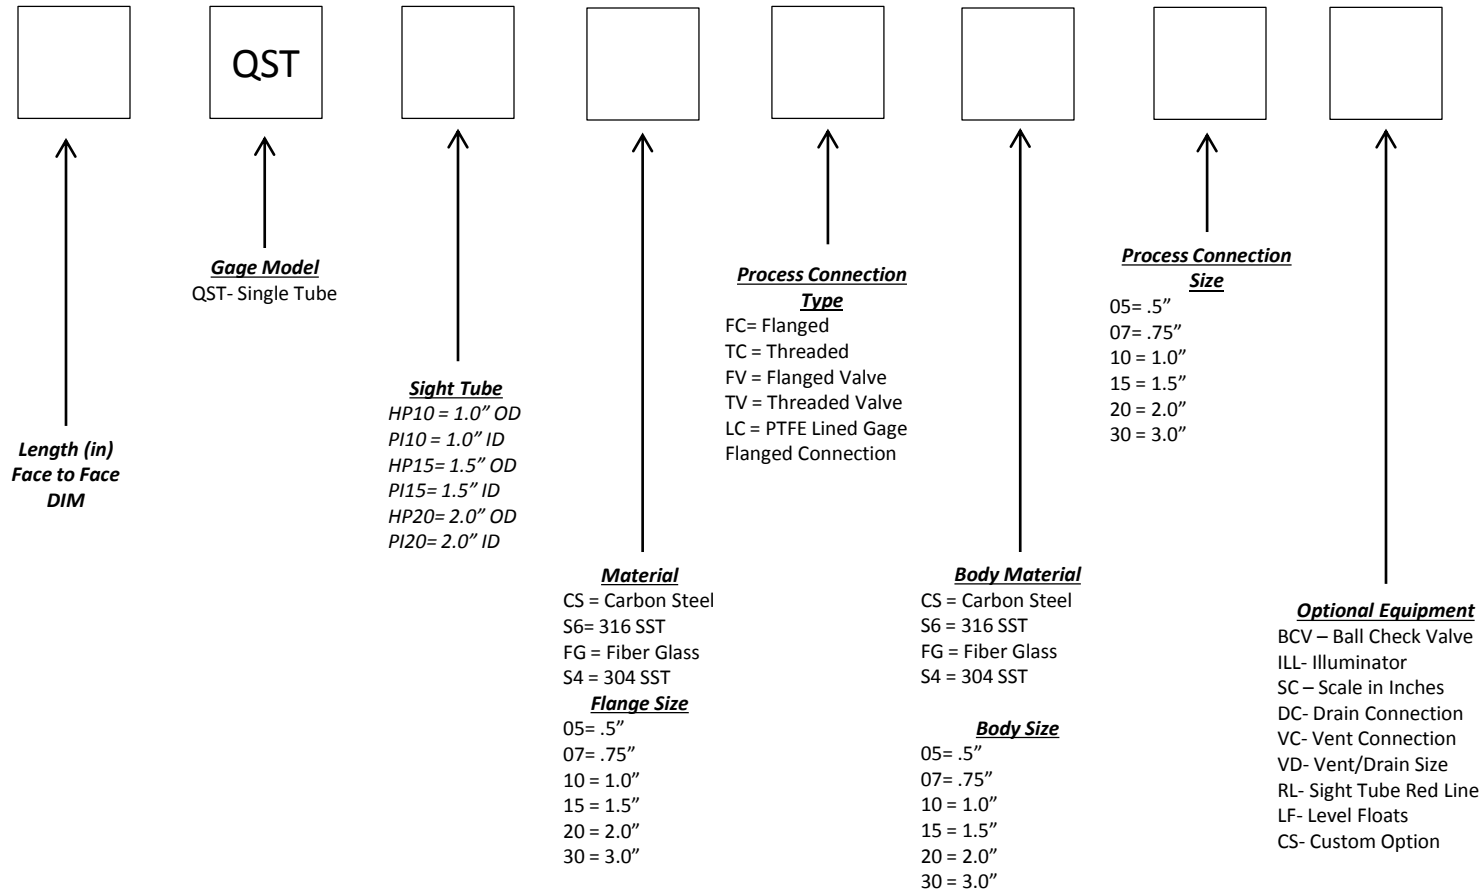 QST
Length (in)
Face to Face
DIM
Gage Model
QST- Single Tube
Sight Tube
HP10 = 1.0” OD
PI10 = 1.0” ID
HP15= 1.5” OD
PI15= 1.5” ID
HP20= 2.0” OD
PI20= 2.0” ID
Material
CS = Carbon Steel
S6= 316 SST
FG = Fiber Glass
S4 = 304 SST
Flange Size
05= .5”
07= .75”
10 = 1.0”
15 = 1.5”
20 = 2.0”
30 = 3.0”
Process Connection
Type
FC= Flanged
TC = Threaded
FV = Flanged Valve
TV = Threaded Valve
LC = PTFE Lined Gage
Flanged Connection
Body Material
CS = Carbon Steel
S6 = 316 SST
FG = Fiber Glass
S4 = 304 SST
Body Size
05= .5”
07= .75”
10 = 1.0”
15 = 1.5”
20 = 2.0”
30 = 3.0”
Process Connection
Size
05= .5”
07= .75”
10 = 1.0”
15 = 1.5”
20 = 2.0”
30 = 3.0”
Optional Equipment
BCV – Ball Check Valve
ILL- Illuminator
SC – Scale in Inches
DC- Drain Connection
VC- Vent Connection
VD- Vent/Drain Size
RL- Sight Tube Red Line
LF- Level Floats
CS- Custom Option